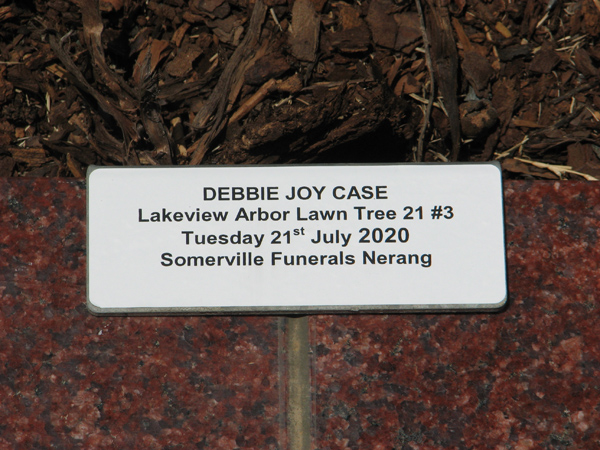 DEBBIE JOY CASE
Lakeview Arbor Lawn Tree 21 #3
Tuesday 21st July 2020
Somerville Funerals Nerang